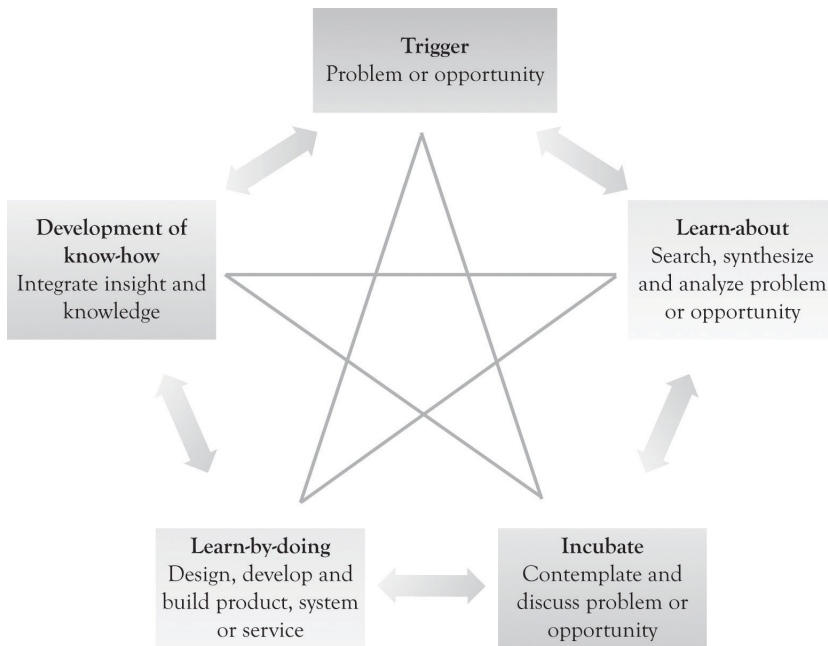 Trigger
Problem or opportunity
Development of
know-how
Integrate insight and
knowledge
Learn-about
Search, synthesize
and analyze problem
or opportunity
Learn-by-doing
Design, develop and
build product, system
or service
Incubate
Contemplate and
discuss problem or
opportunity